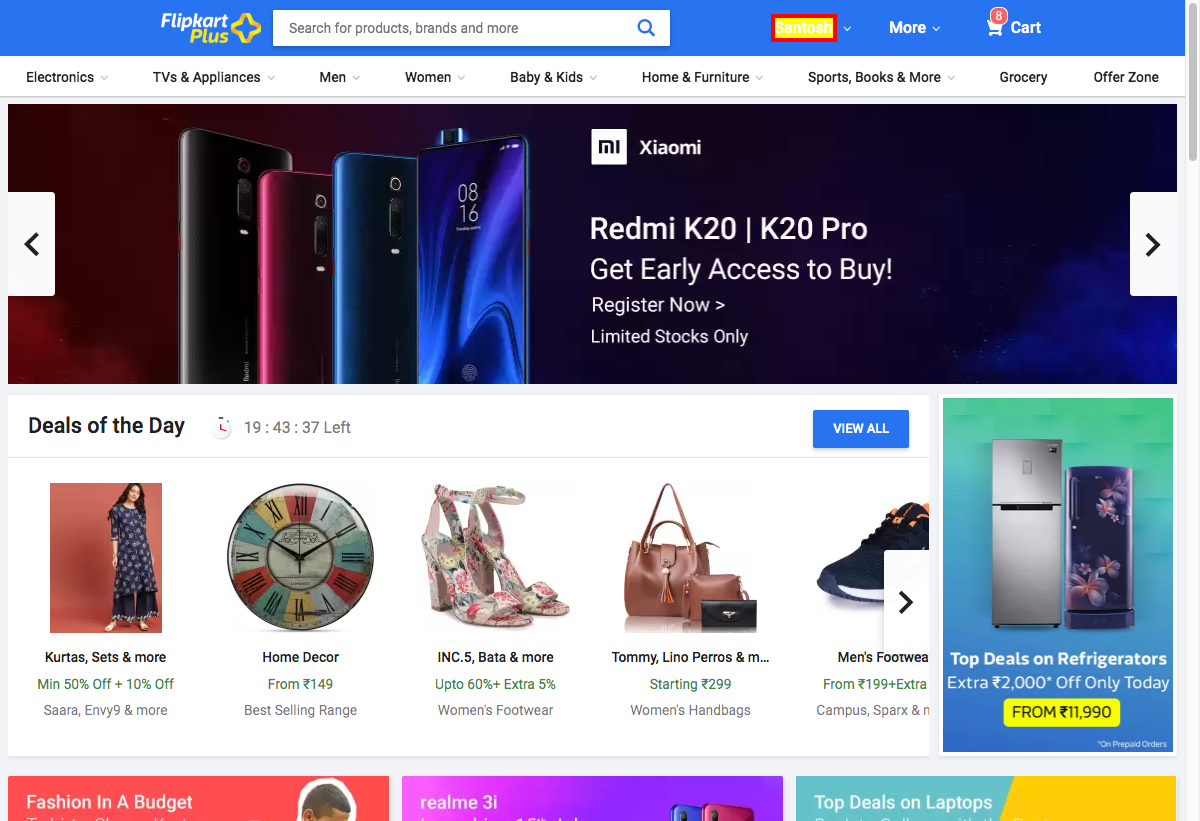 Flipkart
Plus
Search for products, brands and more
Santosh
More
8
Cart
Electronics
TVs & Appliances
Men
Women
Baby & Kids
Home & Furniture
Sports, Books & More
Grocery
Offer Zone
Xiaomi
Redmi K20 | K20 Pro
Get Early Access to Buy!
Register Now >
Limited Stocks Only
08
16
Redmi
Deals of the Day
19 : 43 : 37 Left
VIEW ALL
Kurtas, Sets & more
Min 50% Off + 10% Off
Saara, Envy9 & more
Home Decor
From ₹149
Best Selling Range
INC.5, Bata & more
Upto 60%+ Extra 5%
Women's Footwear
Tommy, Lino Perros & m...
Starting ₹299
Women's Handbags
Men's Footwea
From ₹199+Extra
Campus, Sparx & n
Top Deals on Refrigerators
Extra ₹2,000* Off Only Today
FROM ₹11,990
*On Prepaid Orders
Fashion In A Budget
realme 3i
Top Deals on Laptops